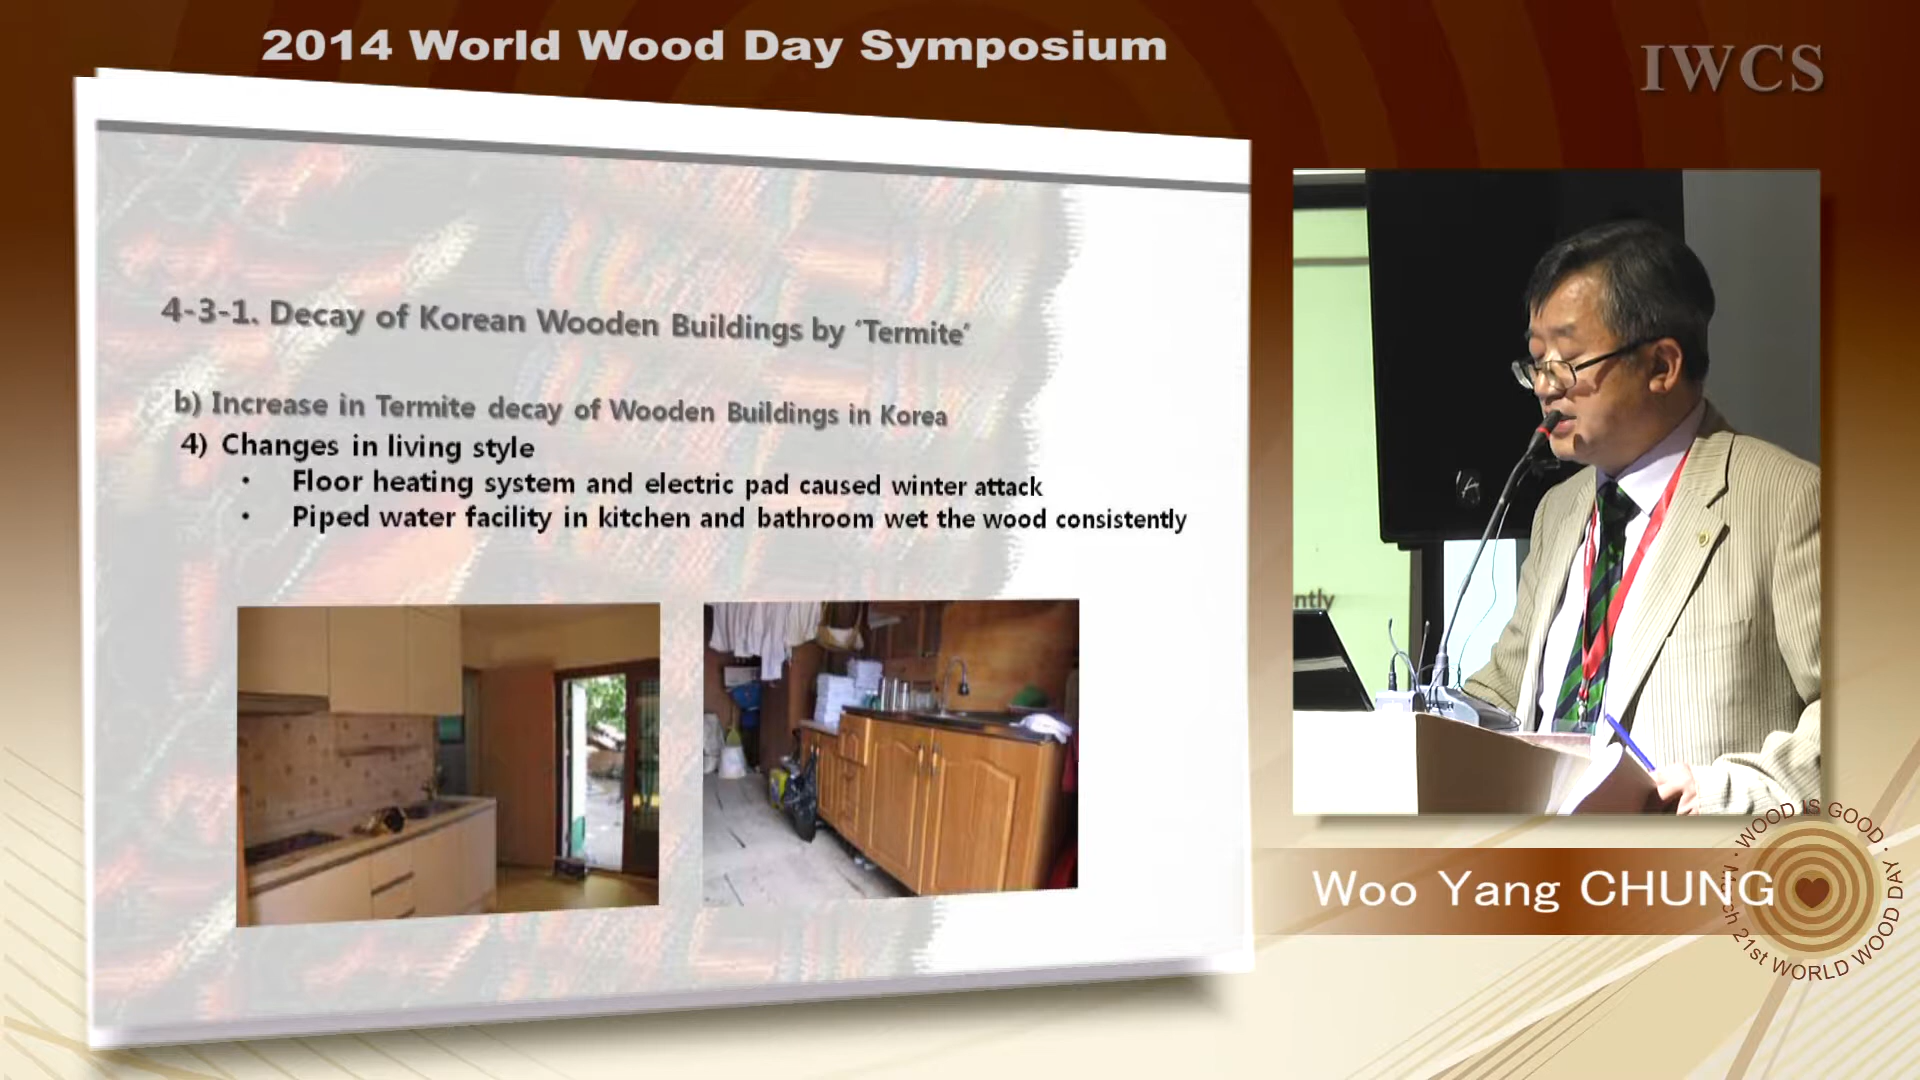 2014 World Wood Day Symposium
IWCS
4-3-1. Decay of Korean Wooden Buildings by ‘Termite’
b) Increase in Termite decay of Wooden Buildings in Korea
4) Changes in living style
• Floor heating system and electric pad caused winter attack
• Piped water facility in kitchen and bathroom wet the wood consistently
ntly
Woo Yang CHUNG
· WOOD IS GOOD · March 21st WORLD WOOD DAY